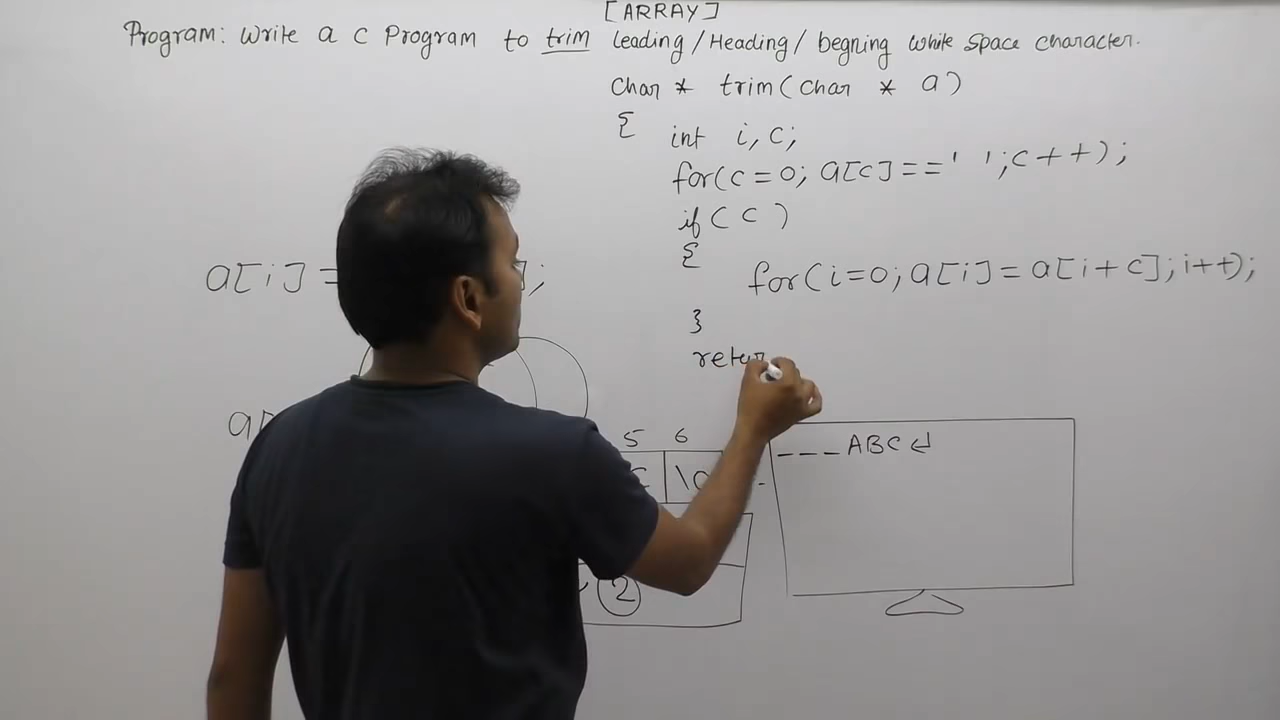 [ARRAY]
Program: Write a C Program to trim leading/Heading/begning white space character.
char * trim(char * a)
{ int i, c;
for(c=0; a[c]==' '; c++);
if(c)
{
for(i=0; a[i]=a[i+c]; i++);
}
retur
a[i] = ];
a[
5 6
C \0
___ABC↵
2